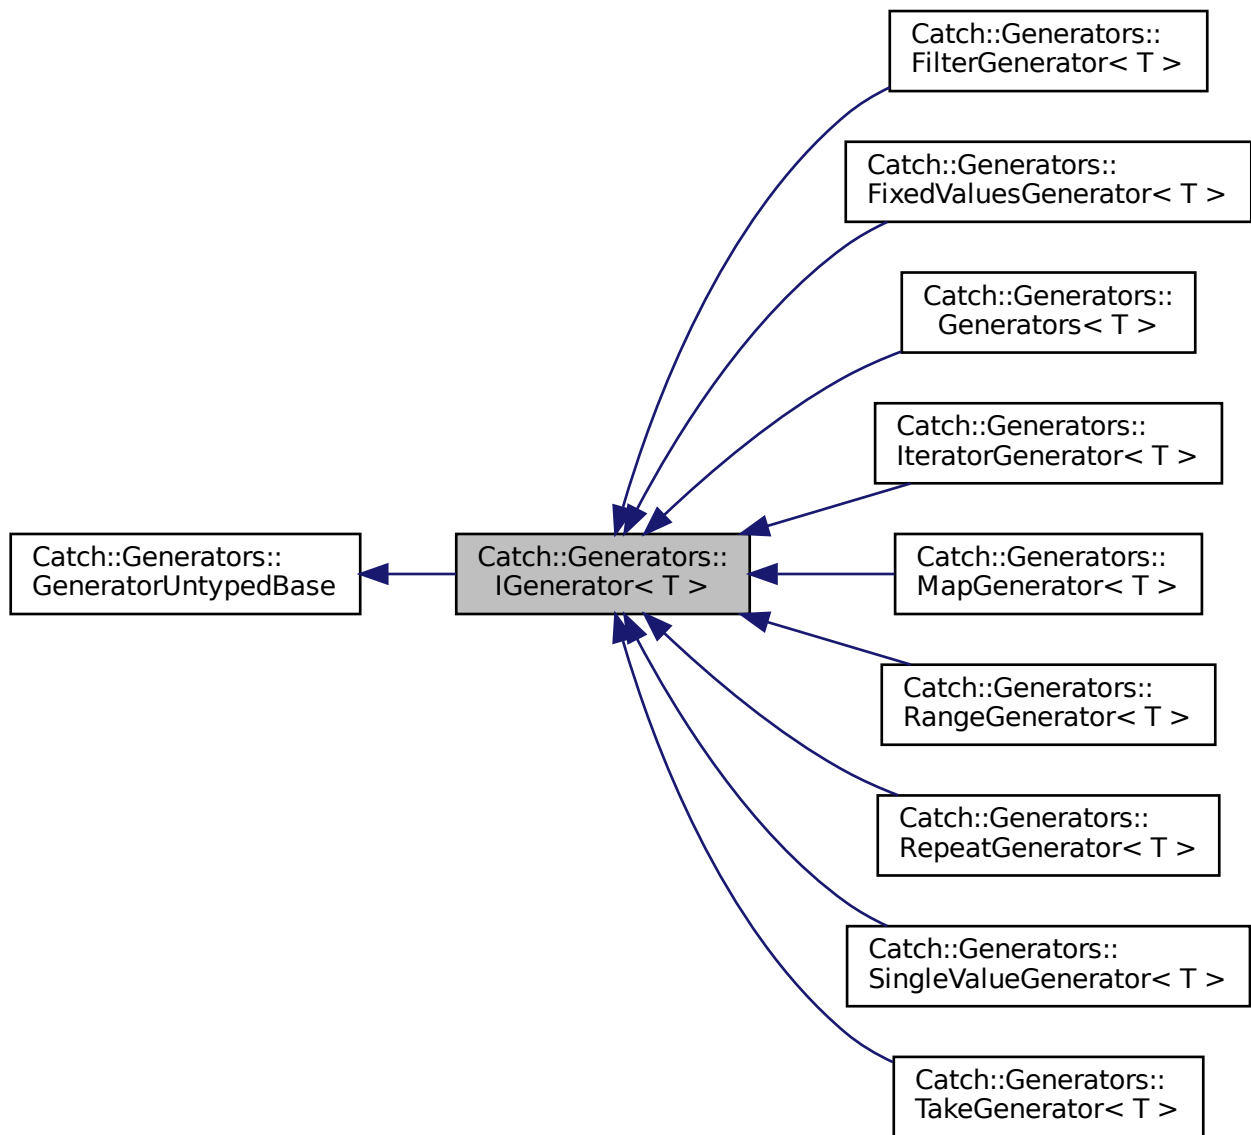 Catch::Generators::
FilterGenerator< T >
Catch::Generators::
FixedValuesGenerator< T >
Catch::Generators::
Generators< T >
Catch::Generators::
IteratorGenerator< T >
Catch::Generators::
GeneratorUntypedBase
Catch::Generators::
IGenerator< T >
Catch::Generators::
MapGenerator< T >
Catch::Generators::
RangeGenerator< T >
Catch::Generators::
RepeatGenerator< T >
Catch::Generators::
SingleValueGenerator< T >
Catch::Generators::
TakeGenerator< T >